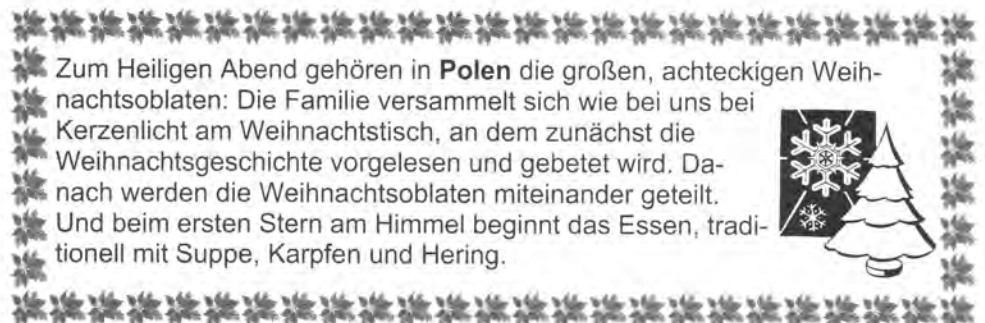 Zum Heiligen Abend gehören in Polen die großen, achteckigen Weih-
nachtsoblaten: Die Familie versammelt sich wie bei uns bei
Kerzenlicht am Weihnachtstisch, an dem zunächst die
Weihnachtsgeschichte vorgelesen und gebetet wird. Da-
nach werden die Weihnachtsoblaten miteinander geteilt.
Und beim ersten Stern am Himmel beginnt das Essen, tradi-
tionell mit Suppe, Karpfen und Hering.